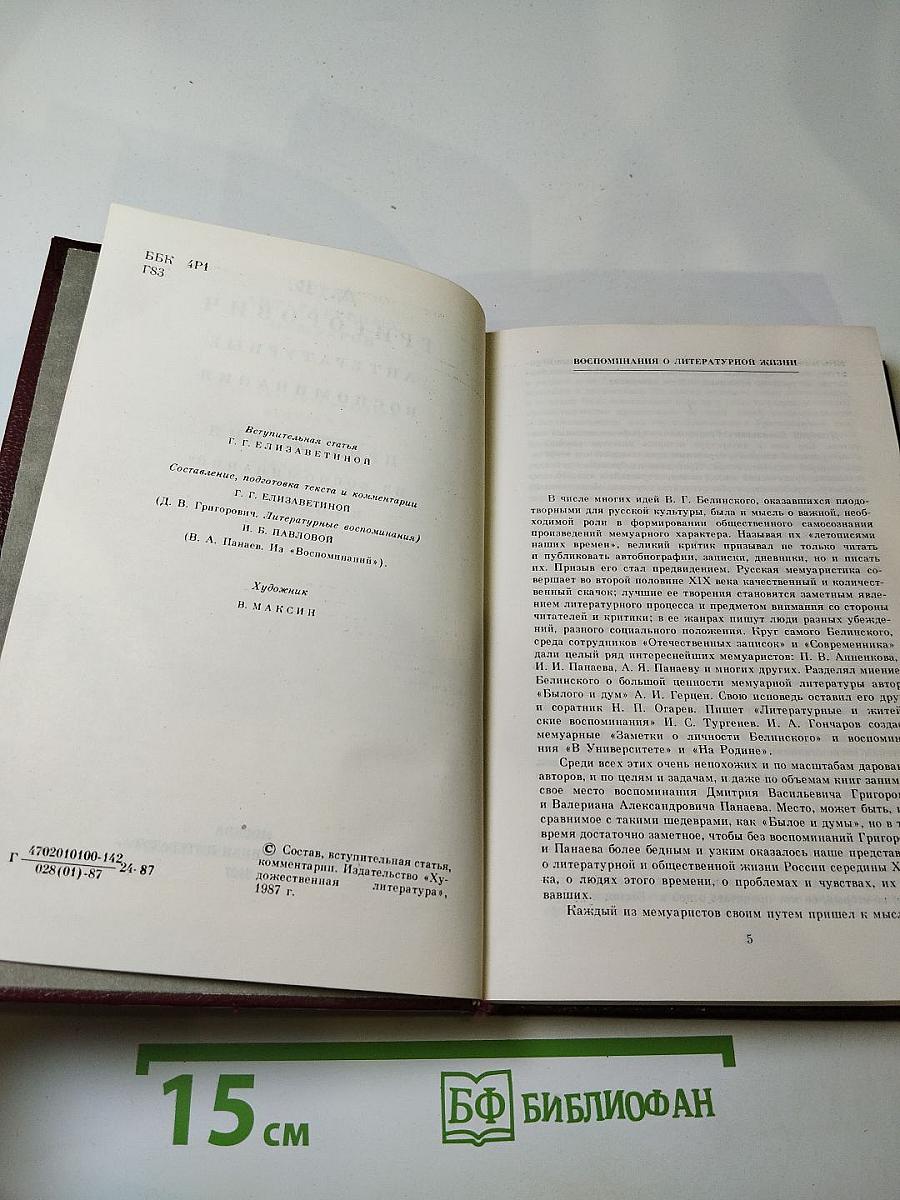 ББК 4Р1
Г83
Вступительная статья
Г. Г. ЕЛИЗАВЕТИНОЙ
Составление, подготовка текста и комментарии
Г. Г. ЕЛИЗАВЕТИНОЙ
(Д. В. Григорович. Литературные воспоминания)
И. Б. ПАВЛОВОЙ
(В. А. Панаев. Из «Воспоминаний»).
Художник
В. МАКСИН
Г 4702010100-142
028(01)-87
24-87
© Состав, вступительная статья,
комментарии. Издательство «Ху-
дожественная литература»,
1987 г.
ВОСПОМИНАНИЯ О ЛИТЕРАТУРНОЙ ЖИЗНИ
В числе многих идей В. Г. Белинского, оказавшихся плодо-
творными для русской культуры, была и мысль о важной, необ-
ходимой роли в формировании общественного самосознания
произведений мемуарного характера. Называя их «летописями
наших времен», великий критик призывал не только читать
и публиковать автобиографии, записки, дневники, но и писать
их. Призыв его стал предвидением. Русская мемуаристика со-
вершает во второй половине XIX века качественный и количест-
венный скачок; лучшие ее творения становятся заметным явле-
нием литературного процесса и предметом внимания со стороны
читателей и критики; в ее жанрах пишут люди разных убежде-
ний, разного социального положения. Круг самого Белинского,
среда сотрудников «Отечественных записок» и «Современника»
дали целый ряд интереснейших мемуаристов: П. В. Анненкова,
И. И. Панаева, А. Я. Панаеву и многих других. Разделял мнение
Белинского о большой ценности мемуарной литературы автор
«Былого и дум» А. И. Герцен. Свою исповедь оставил его дру
и соратник Н. П. Огарев. Пишет «Литературные и житей
ские воспоминания» И. С. Тургенев. И. А. Гончаров создае
мемуарные «Заметки о личности Белинского» и воспомин
ния «В Университете» и «На Родине».
Среди всех этих очень непохожих и по масштабам дарован
авторов, и по целям и задачам, и даже по объемам книг заним
свое место воспоминания Дмитрия Васильевича Григоро
и Валериана Александровича Панаева. Место, может быть, н
сравнимое с такими шедеврами, как «Былое и думы», но в т
время достаточно заметное, чтобы без воспоминаний Григоро
и Панаева более бедным и узким оказалось наше представ
о литературной и общественной жизни России середины X
ка, о людях этого времени, о проблемах и чувствах, их
вавших.
Каждый из мемуаристов своим путем пришел к мысл
5
15 см
БФ БИБЛИОФАН